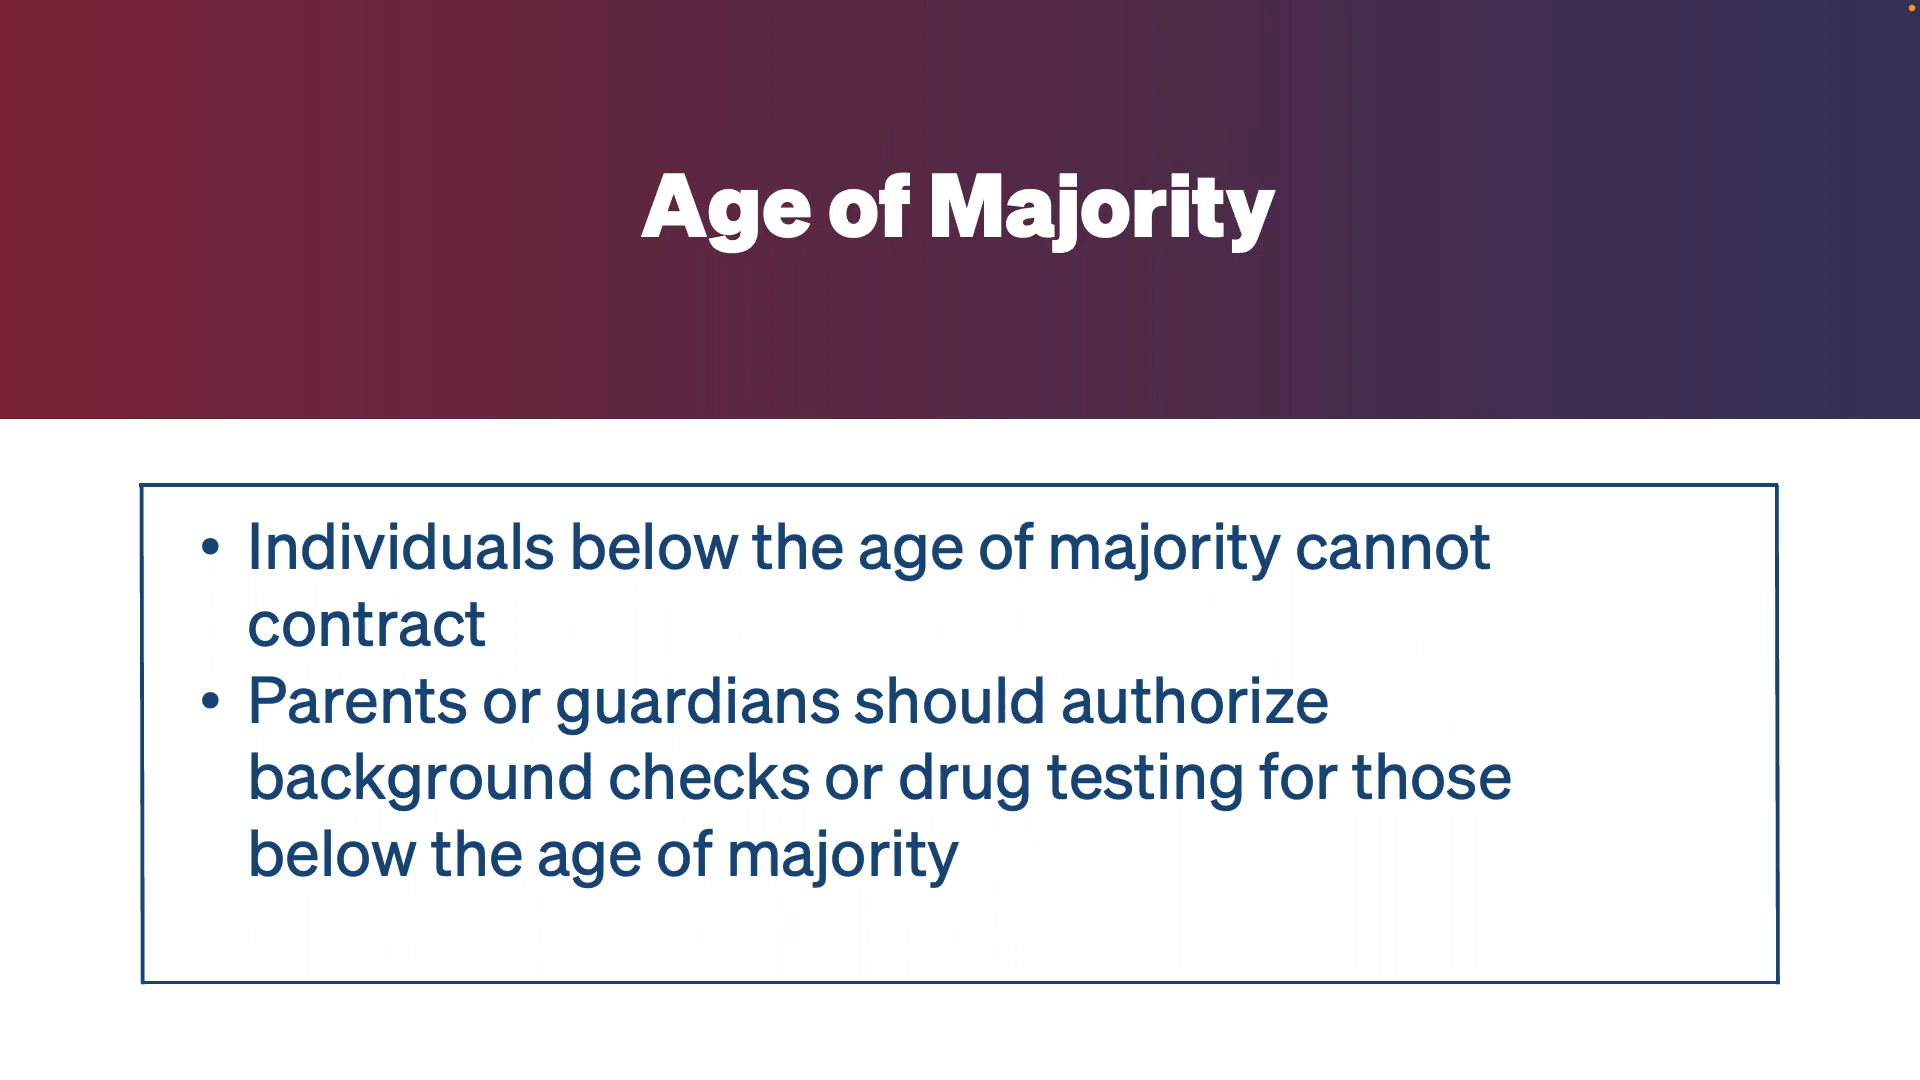 Age of Majority
• Individuals below the age of majority cannot
contract
• Parents or guardians should authorize
background checks or drug testing for those
below the age of majority